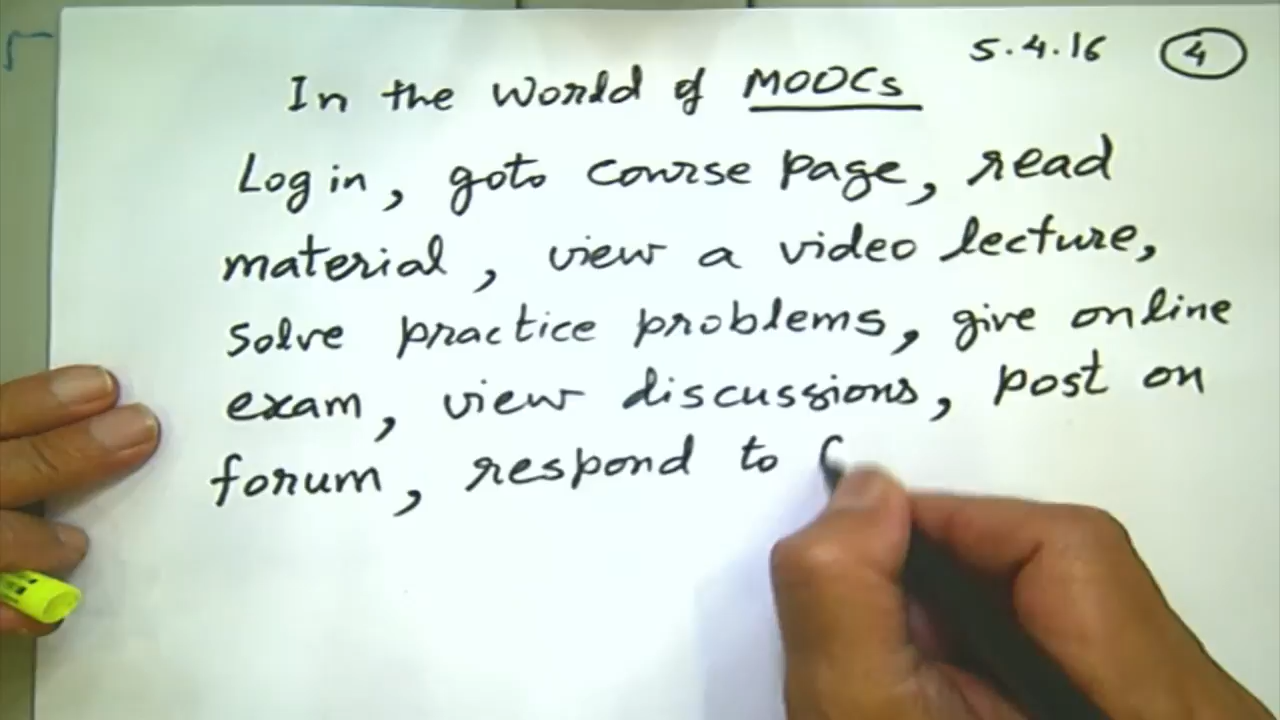 5.4.16 4
In the World of MOOCs
Log in, goto course page, read
material, view a video lecture,
solve practice problems, give online
exam, view discussions, post on
forum, respond to